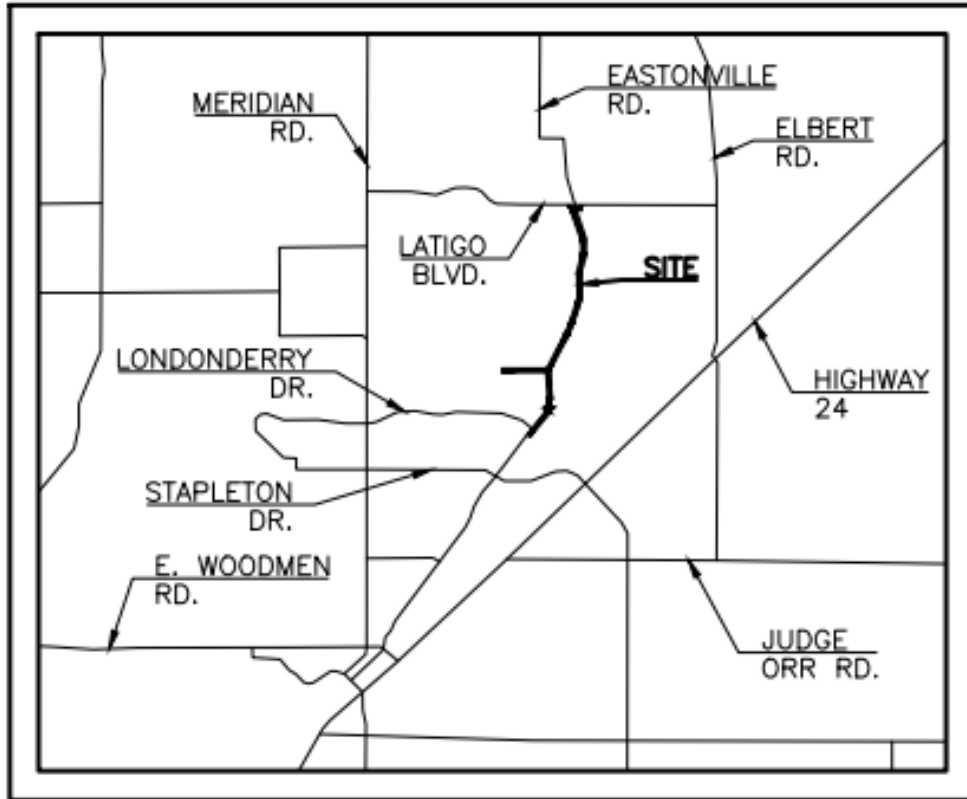 EASTONVILLE
RD.
MERIDIAN
RD.
ELBERT
RD.
LATIGO
BLVD.
SITE
LONDONDERRY
DR.
HIGHWAY
24
STAPLETON
DR.
E. WOODMEN
RD.
JUDGE
ORR RD.